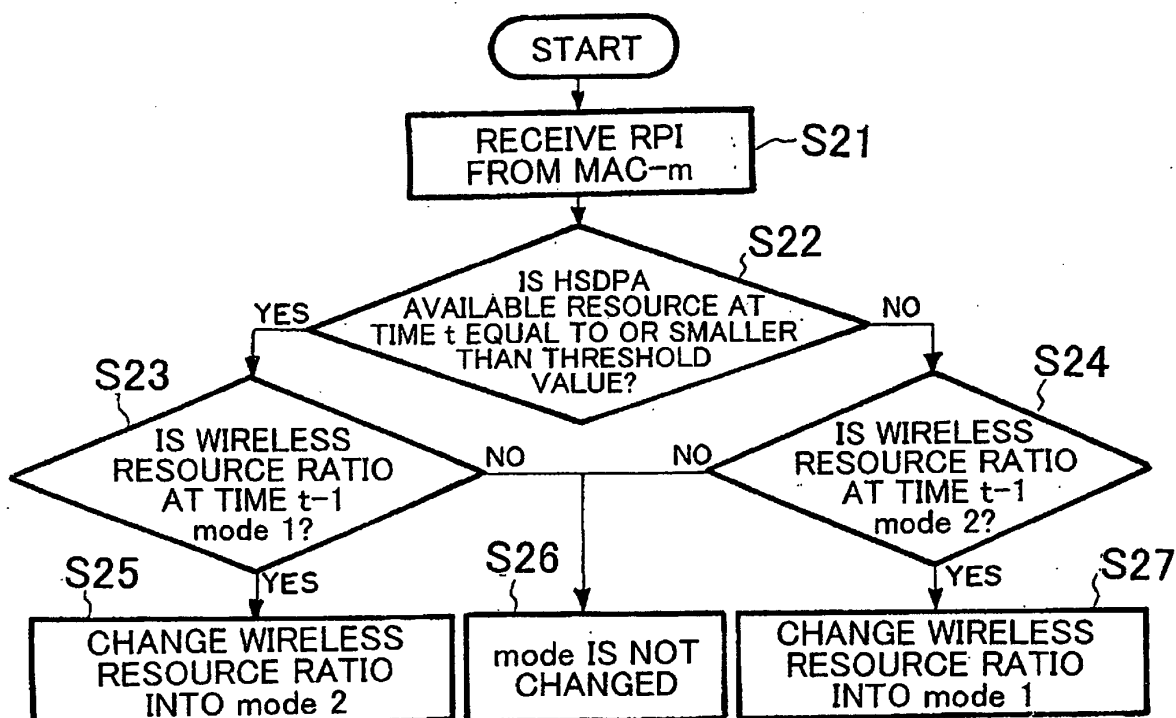 START
RECEIVE RPI
FROM MAC-m
S21
S22
IS HSDPA
AVAILABLE RESOURCE AT
TIME t EQUAL TO OR SMALLER
THAN THRESHOLD
VALUE?
YES
NO
S23
S24
IS WIRELESS
RESOURCE RATIO
AT TIME t-1
mode 1?
NO
NO
IS WIRELESS
RESOURCE RATIO
AT TIME t-1
mode 2?
S25
YES
S26
YES
S27
CHANGE WIRELESS
RESOURCE RATIO
INTO mode 2
mode IS NOT
CHANGED
CHANGE WIRELESS
RESOURCE RATIO
INTO mode 1